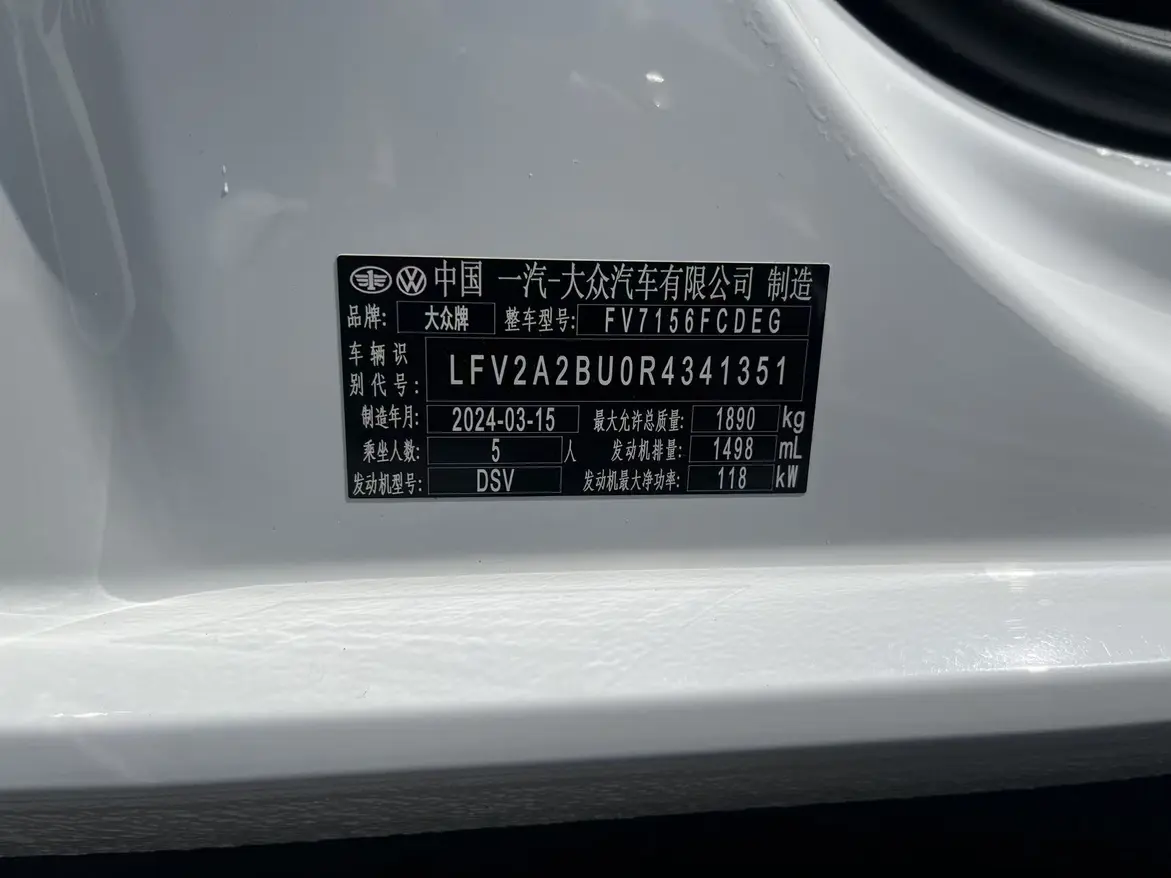 中国 一汽-大众汽车有限公司 制造
品牌: 大众牌 整车型号: FV7156FCDEG
车辆识别代号: LFV2A2BU0R4341351
制造年月: 2024-03-15 最大允许总质量: 1890 kg
乘坐人数: 5 人 发动机排量: 1498 mL
发动机型号: DSV 发动机最大净功率: 118 kW